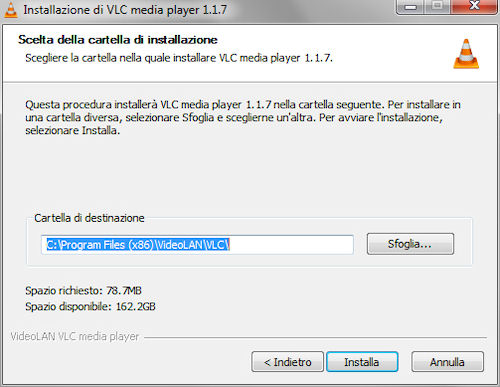 Installazione di VLC media player 1.1.7
Scelta della cartella di installazione
Scegliere la cartella nella quale installare VLC media player 1.1.7.
Questa procedura installerà VLC media player 1.1.7 nella cartella seguente. Per installare in
una cartella diversa, selezionare Sfoglia e sceglierne un'altra. Per avviare l'installazione,
selezionare Installa.
Cartella di destinazione
C:\Program Files (x86)\VideoLAN\VLC\
Sfoglia...
Spazio richiesto: 78.7MB
Spazio disponibile: 162.2GB
VideoLAN VLC media player
< Indietro
Installa
Annulla